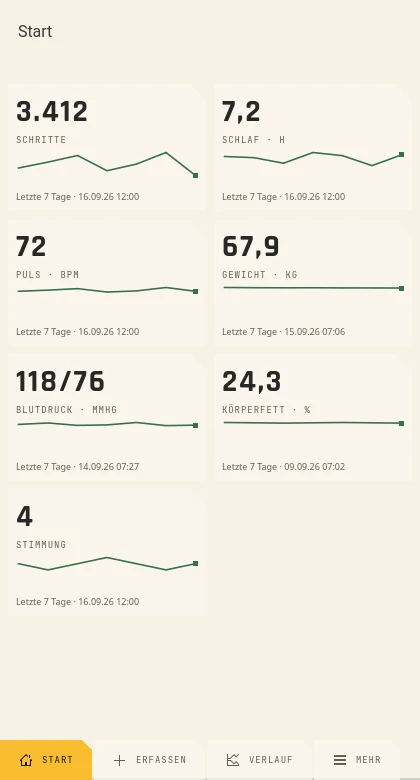 Start
3.412
SCHRITTE
Letzte 7 Tage · 16.09.26 12:00
7,2
SCHLAF · H
Letzte 7 Tage · 16.09.26 12:00
72
PULS · BPM
Letzte 7 Tage · 16.09.26 12:00
67,9
GEWICHT · KG
Letzte 7 Tage · 15.09.26 07:06
118/76
BLUTDRUCK · MMHG
Letzte 7 Tage · 14.09.26 07:27
24,3
KÖRPERFETT · %
Letzte 7 Tage · 09.09.26 07:02
4
STIMMUNG
Letzte 7 Tage · 16.09.26 12:00
START
ERFASSEN
VERLAUF
MEHR